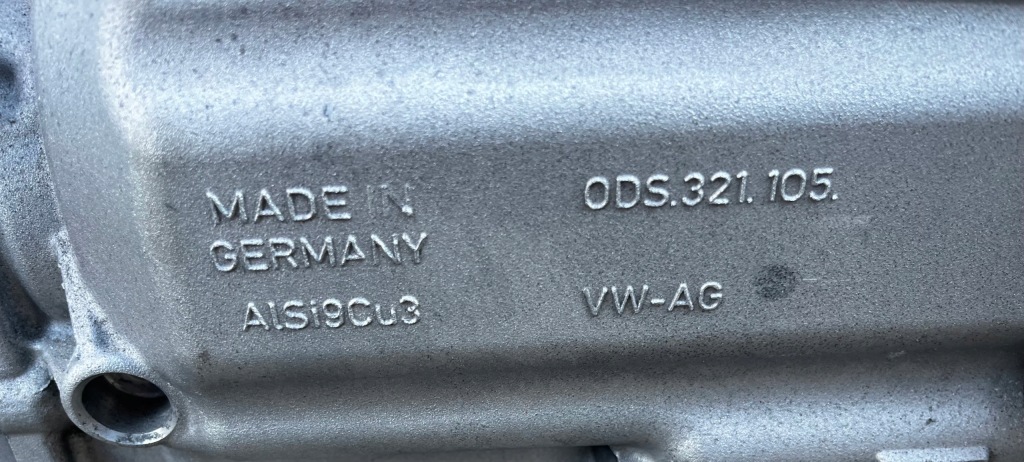 MADE IN
GERMANY
AlSi9Cu3
0DS.321.105.
VW-AG